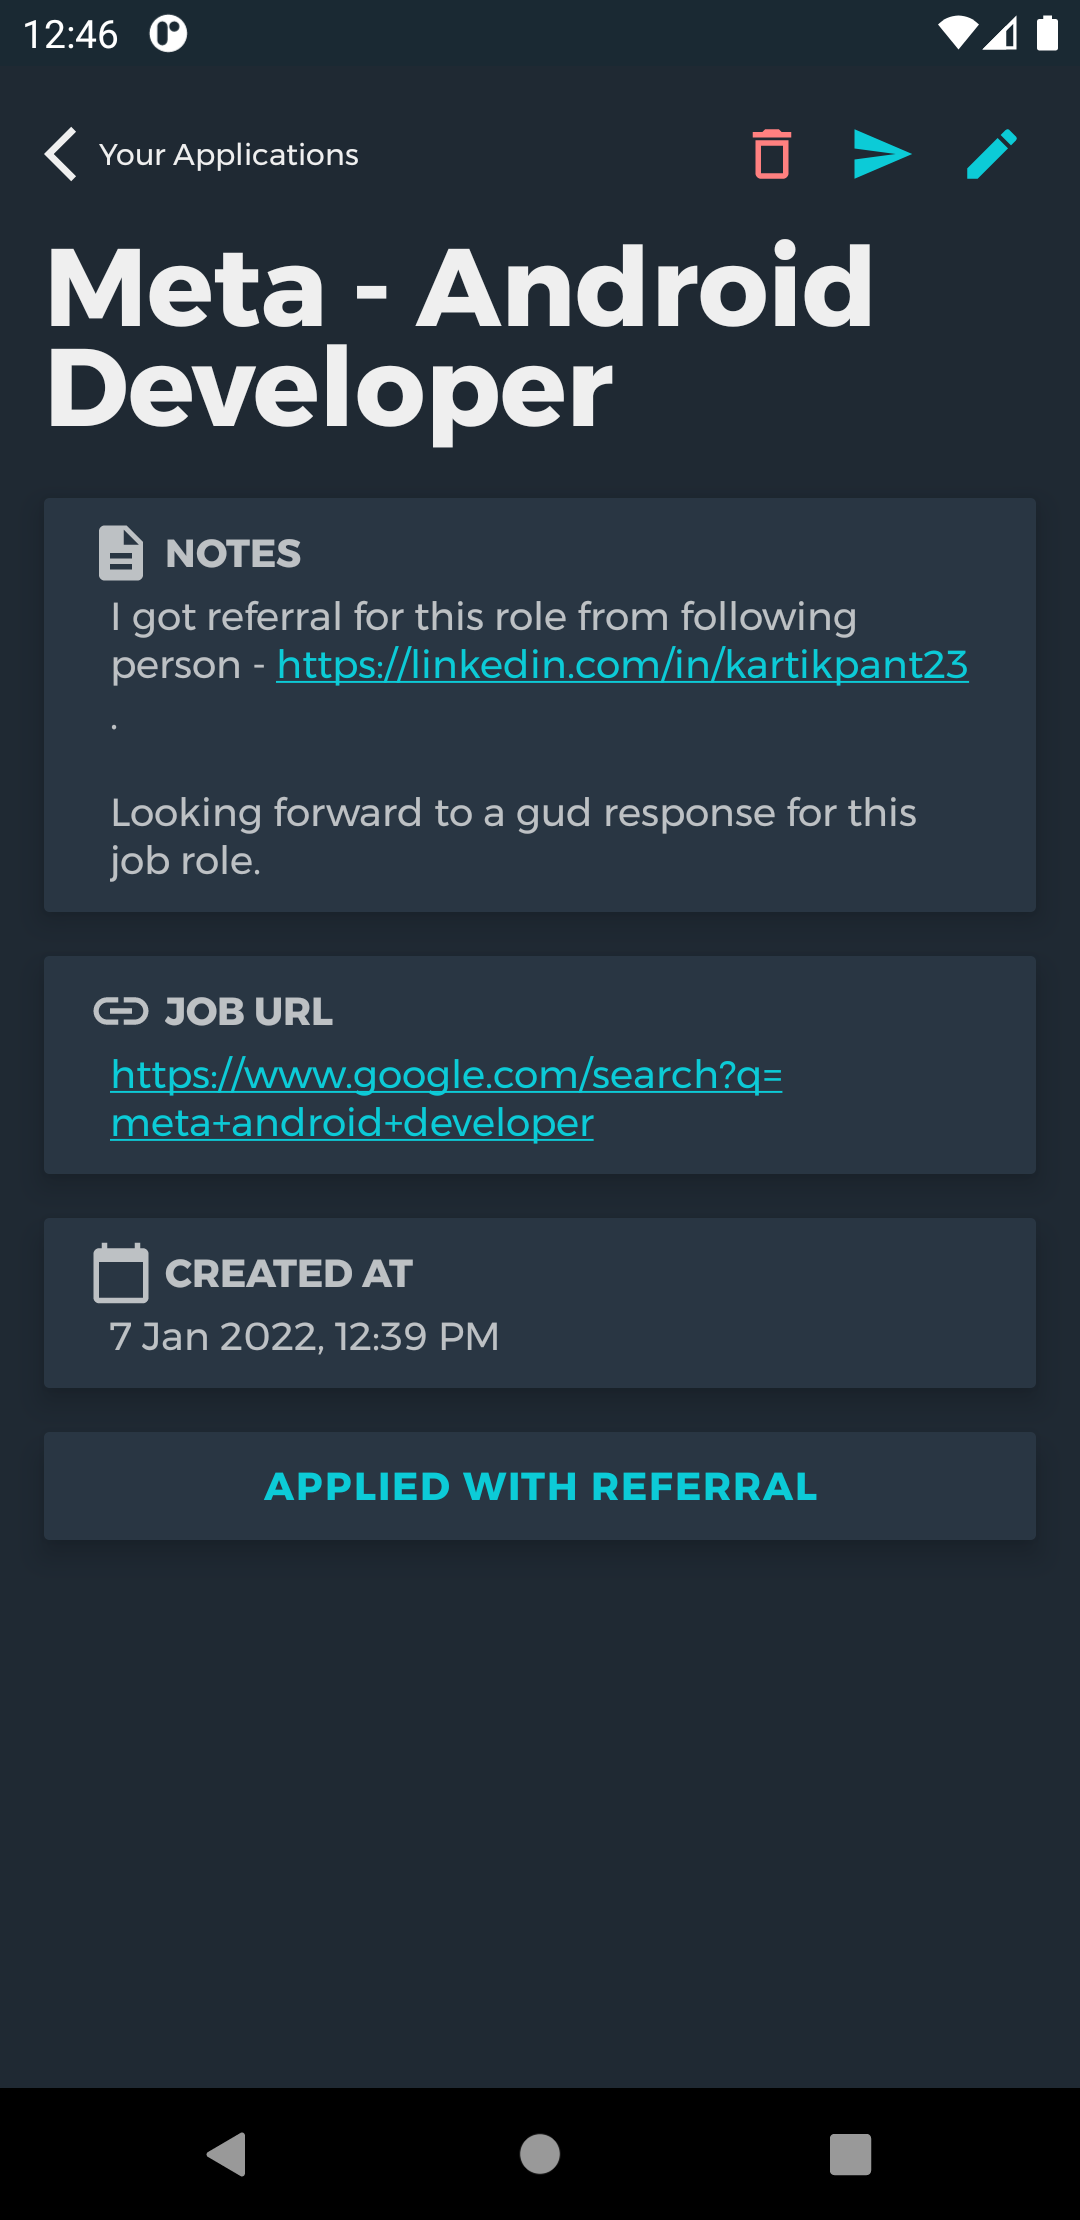 12:46
Your Applications
Meta - Android
Developer
NOTES
I got referral for this role from following
person - https://linkedin.com/in/kartikpant23
.
Looking forward to a gud response for this
job role.
JOB URL
https://www.google.com/search?q=
meta+android+developer
CREATED AT
7 Jan 2022, 12:39 PM
APPLIED WITH REFERRAL